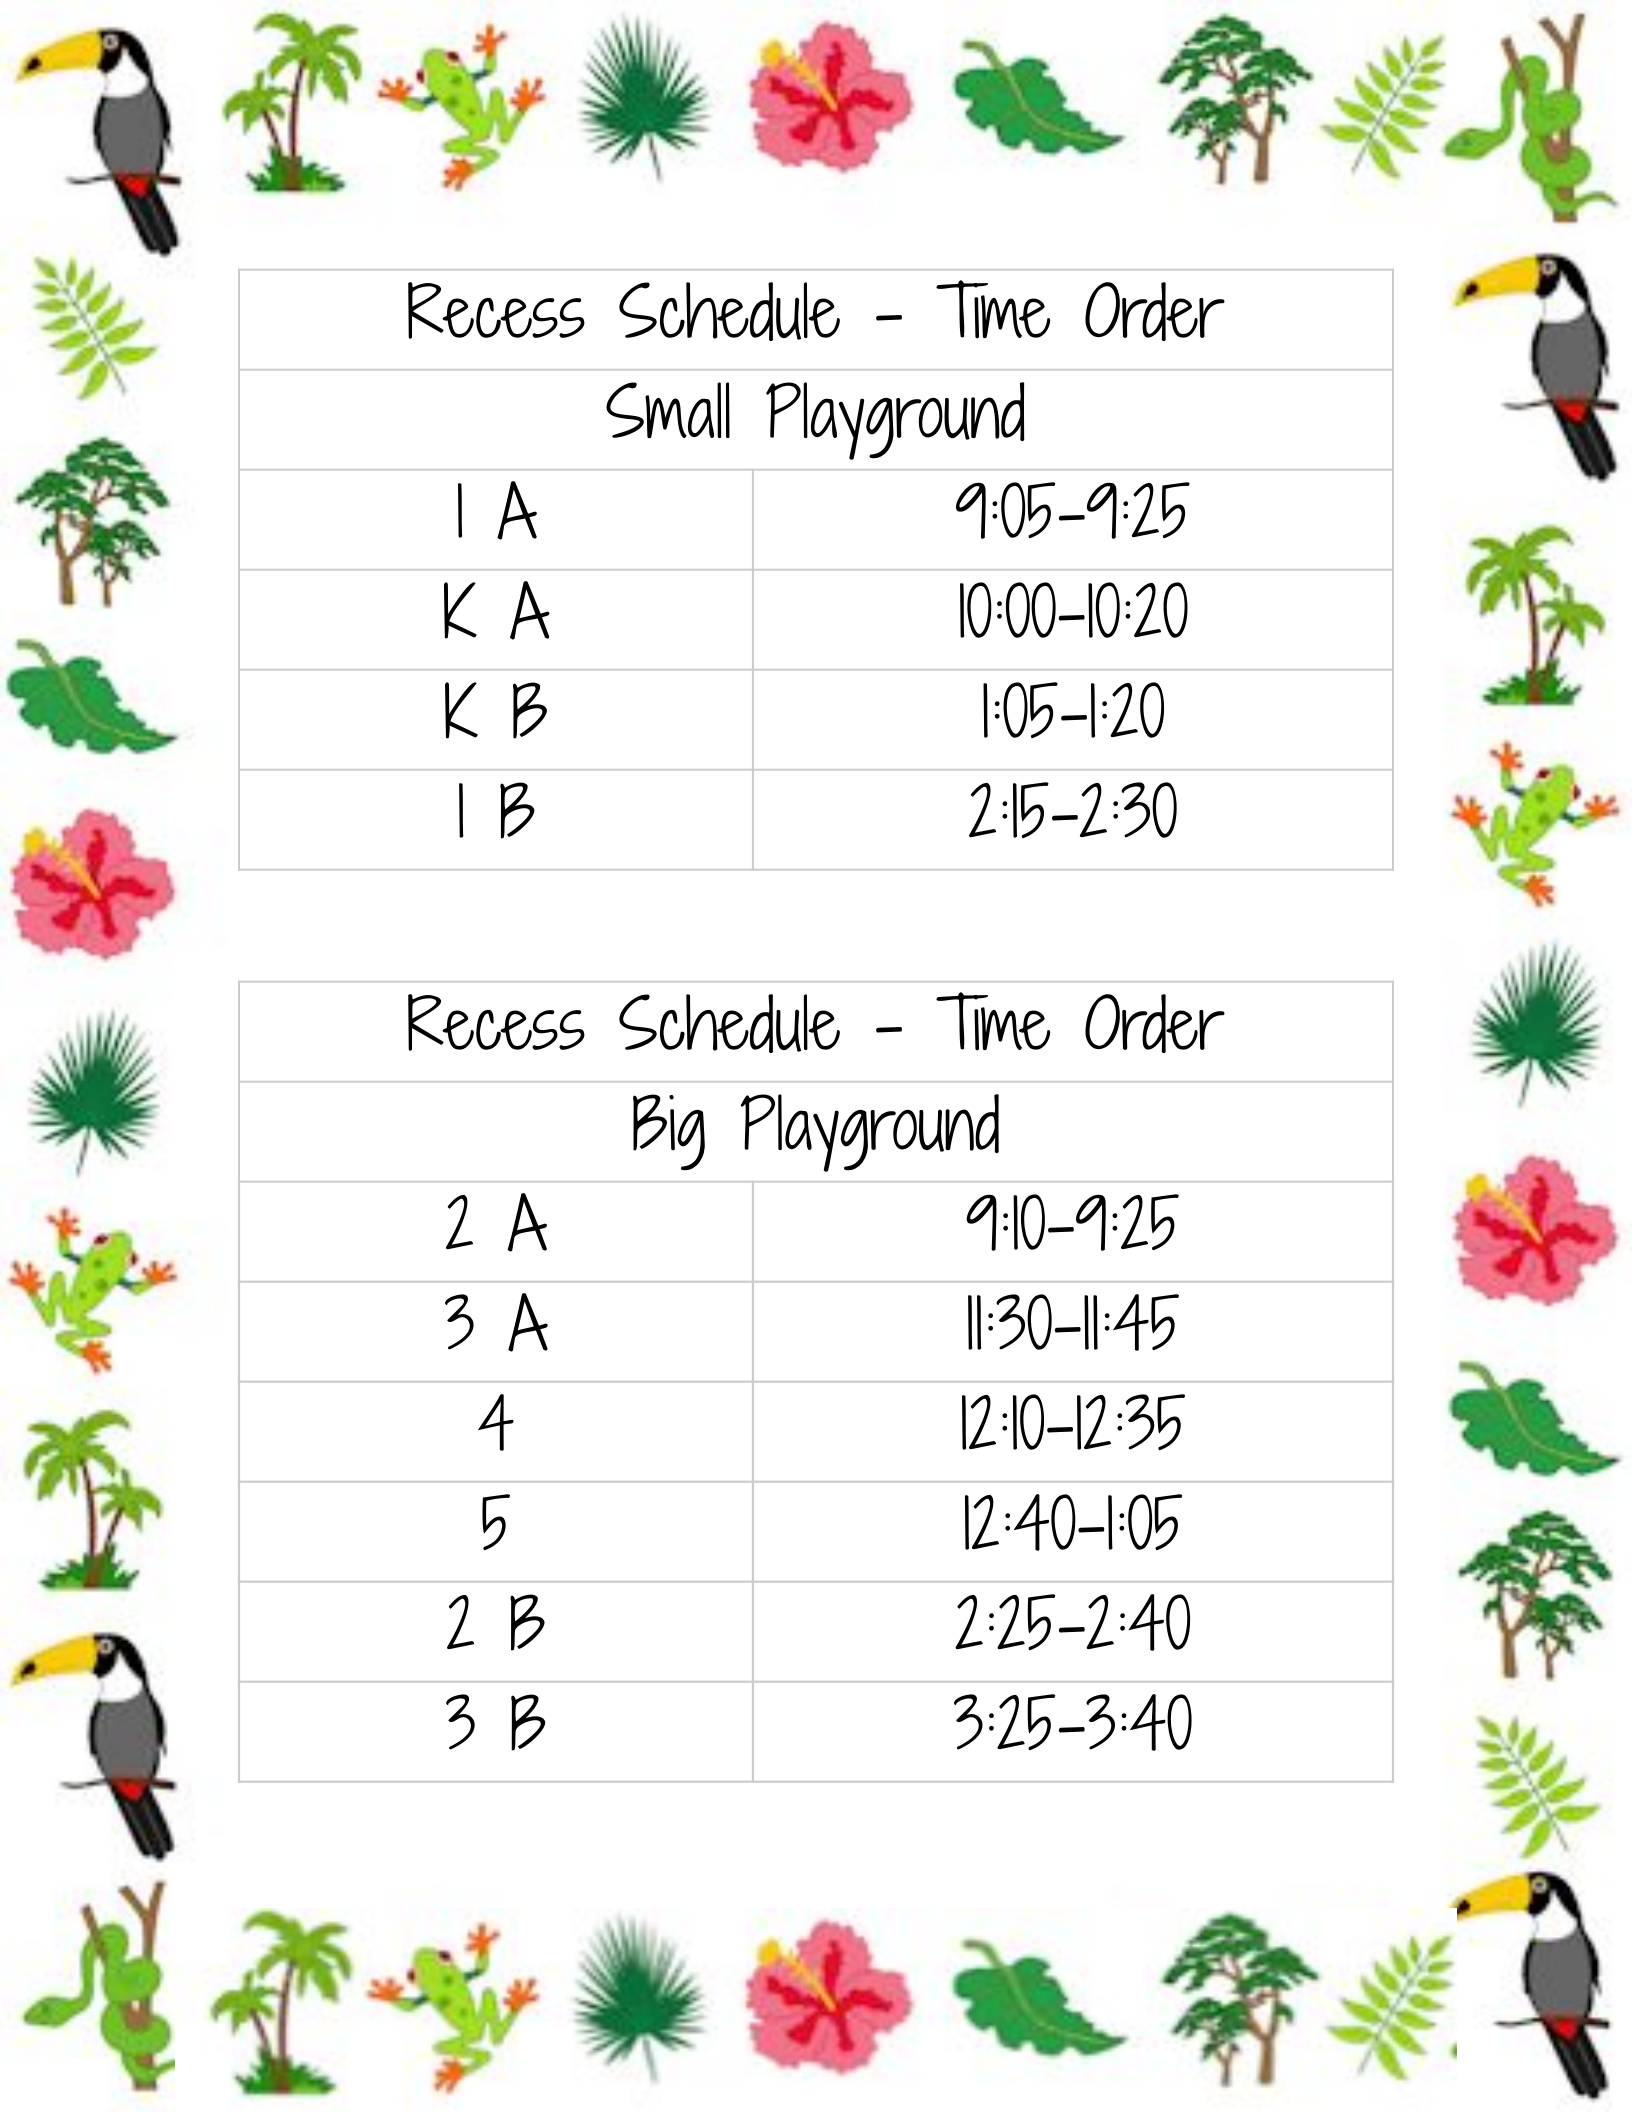 Recess Schedule - Time Order
Small Playground
1 A 9:05-9:25
K A 10:00-10:20
K B 1:05-1:20
1 B 2:15-2:30
Recess Schedule - Time Order
Big Playground
2 A 9:10-9:25
3 A 11:30-11:45
4 12:10-12:35
5 12:40-1:05
2 B 2:25-2:40
3 B 3:25-3:40